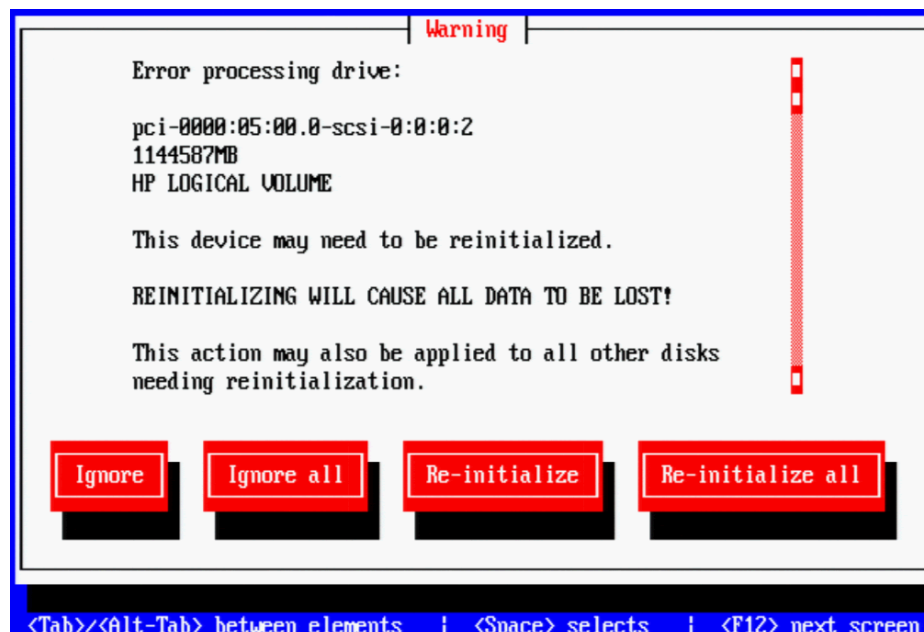 Warning
Error processing drive:
pci-0000:05:00.0-scsi-0:0:0:2
1144587MB
HP LOGICAL VOLUME
This device may need to be reinitialized.
REINITIALIZING WILL CAUSE ALL DATA TO BE LOST!
This action may also be applied to all other disks
needing reinitialization.
Ignore Ignore all Re-initialize Re-initialize all
<Tab>/<Alt-Tab> between elements | <Space> selects | <F12> next screen